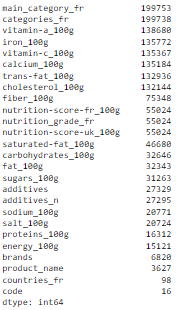 main_category_fr 199753
categories_fr 199738
vitamin-a_100g 138680
iron_100g 135772
vitamin-c_100g 135367
calcium_100g 135184
trans-fat_100g 132936
cholesterol_100g 132144
fiber_100g 75348
nutrition-score-fr_100g 55024
nutrition_grade_fr 55024
nutrition-score-uk_100g 55024
saturated-fat_100g 46680
carbohydrates_100g 32646
fat_100g 32343
sugars_100g 31263
additives 27329
additives_n 27295
sodium_100g 20771
salt_100g 20724
proteins_100g 16312
energy_100g 15121
brands 6820
product_name 3627
countries_fr 98
code 16
dtype: int64